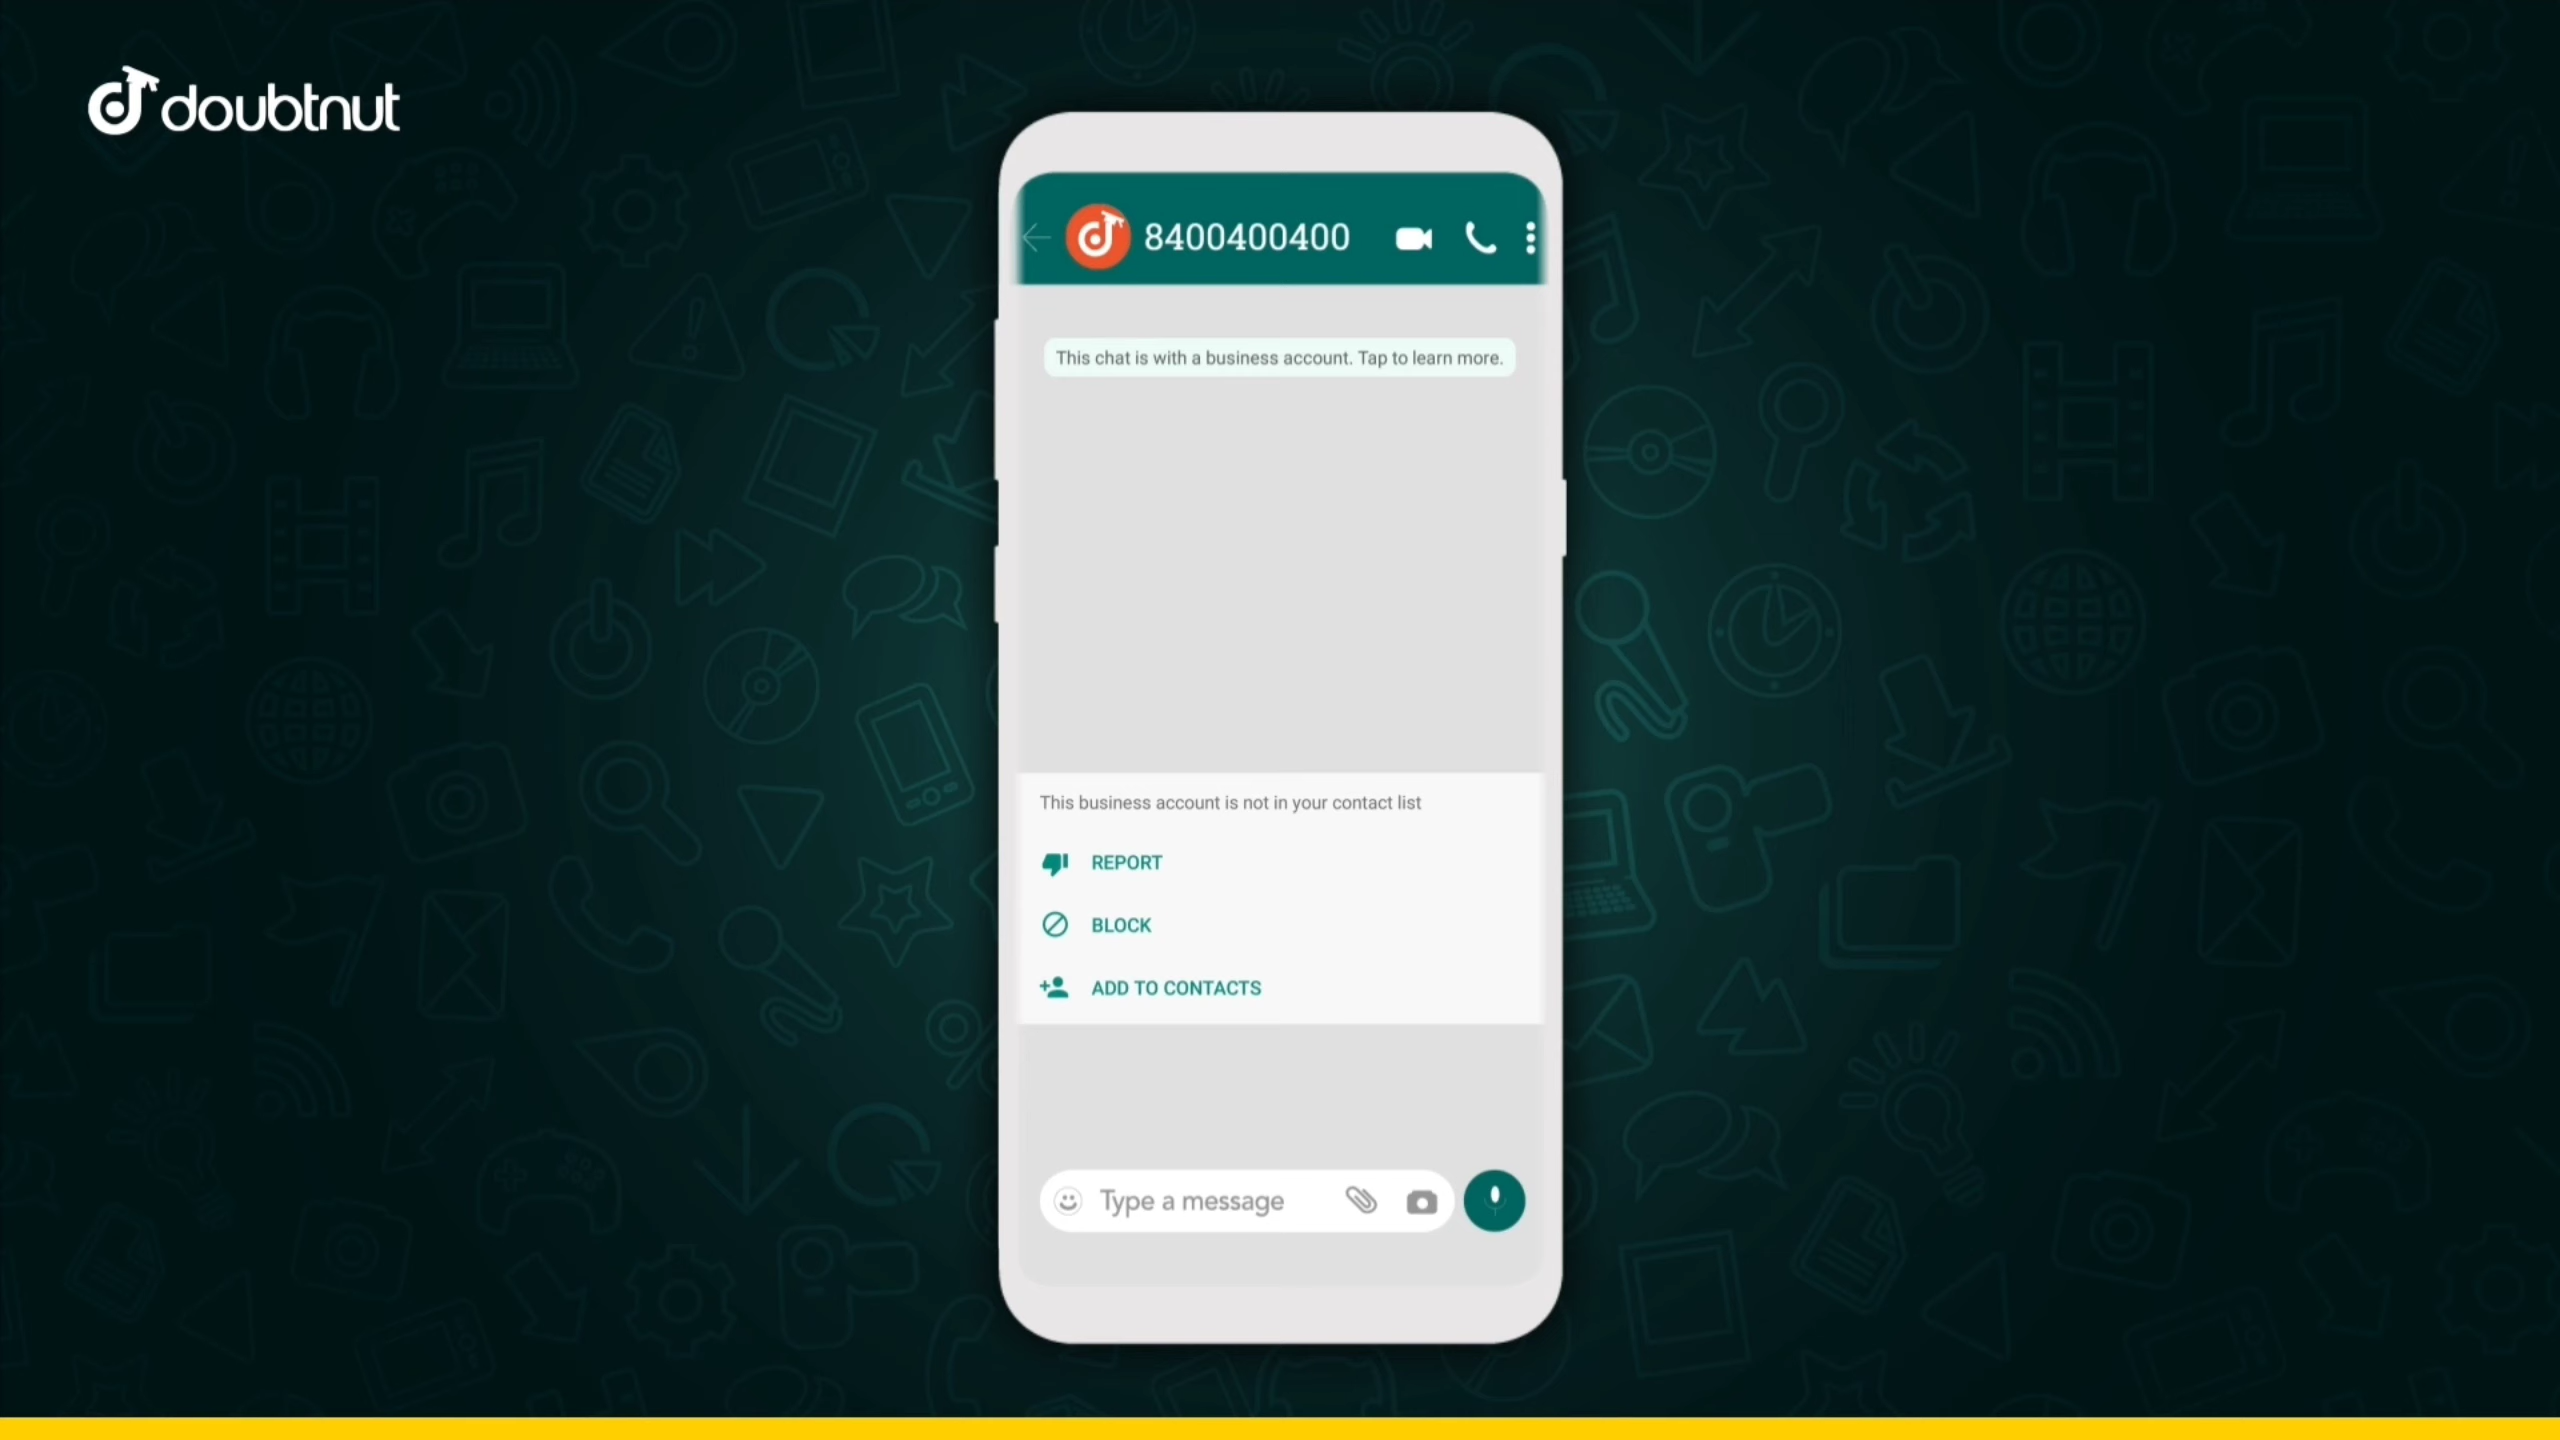 doubtnut
8400400400
This chat is with a business account. Tap to learn more.
This business account is not in your contact list
REPORT
BLOCK
ADD TO CONTACTS
Type a message